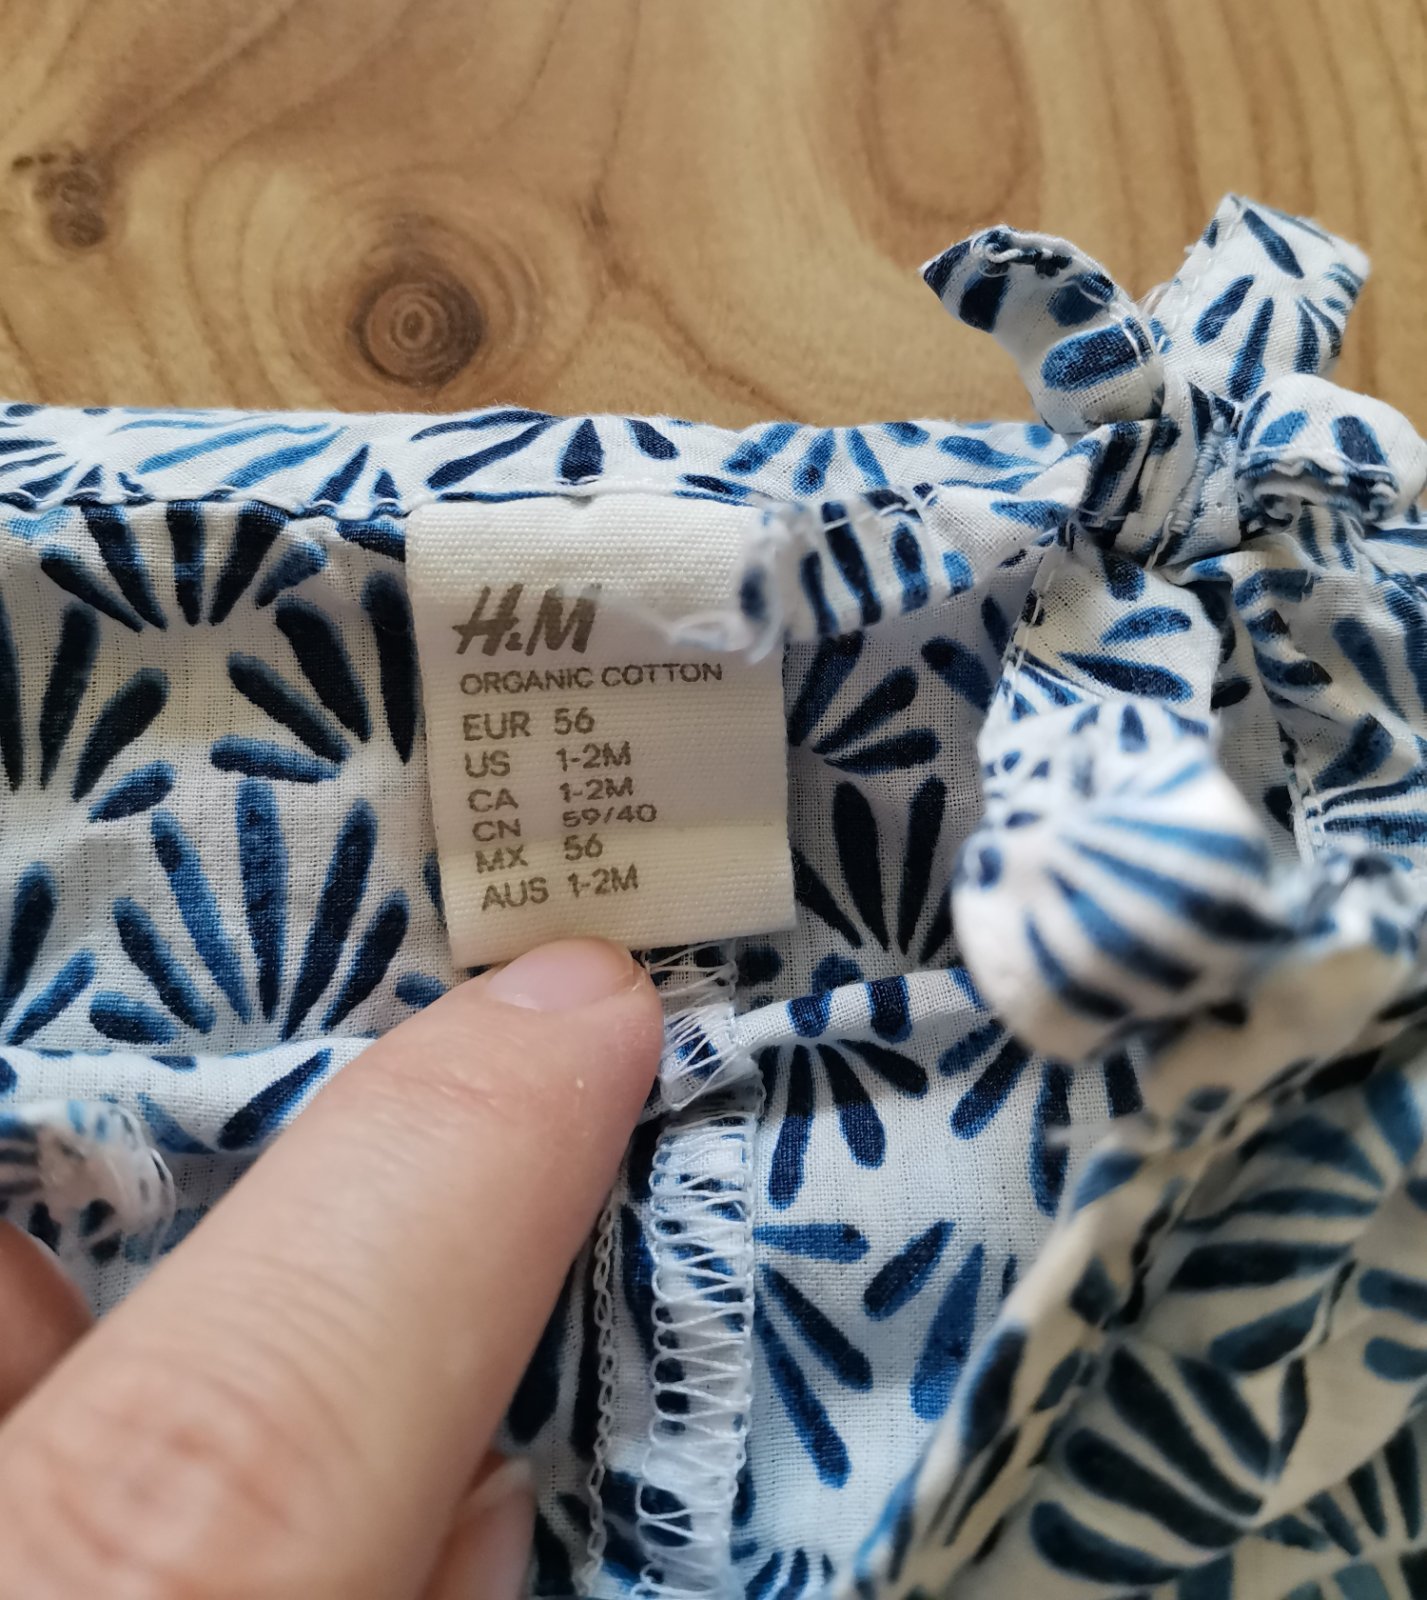 H&M
ORGANIC COTTON
EUR 56
US 1-2M
CA 1-2M
CN 59/40
MX 56
AUS 1-2M